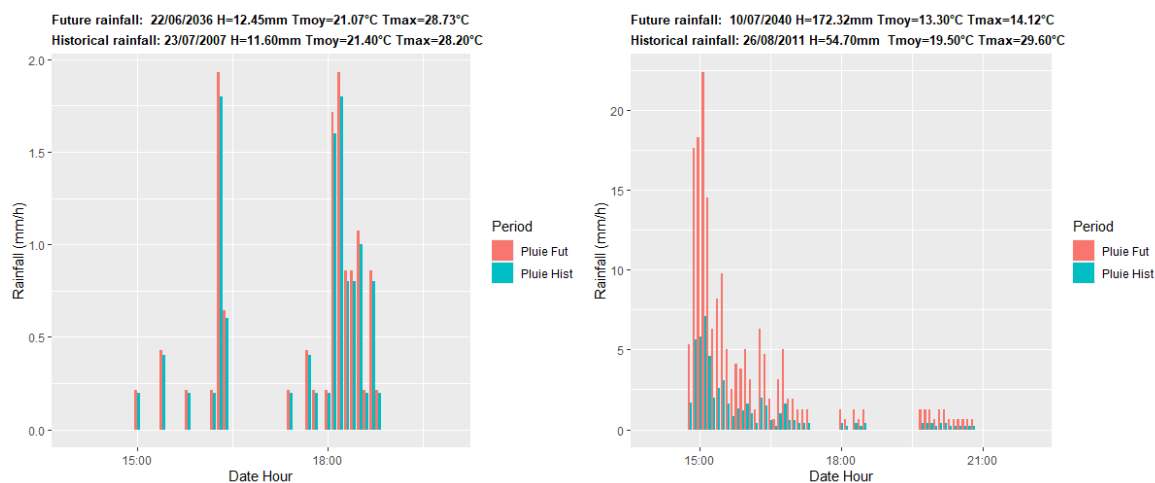 Future rainfall: 22/06/2036 H=12.45mm Tmoy=21.07°C Tmax=28.73°C
Historical rainfall: 23/07/2007 H=11.60mm Tmoy=21.40°C Tmax=28.20°C
2.0
1.5
1.0
0.5
0.0
Rainfall (mm/h)
15:00
18:00
Date Hour
Period
Pluie Fut
Pluie Hist
Future rainfall: 10/07/2040 H=172.32mm Tmoy=13.30°C Tmax=14.12°C
Historical rainfall: 26/08/2011 H=54.70mm Tmoy=19.50°C Tmax=29.60°C
20
15
10
5
0
Rainfall (mm/h)
15:00
18:00
21:00
Date Hour
Period
Pluie Fut
Pluie Hist